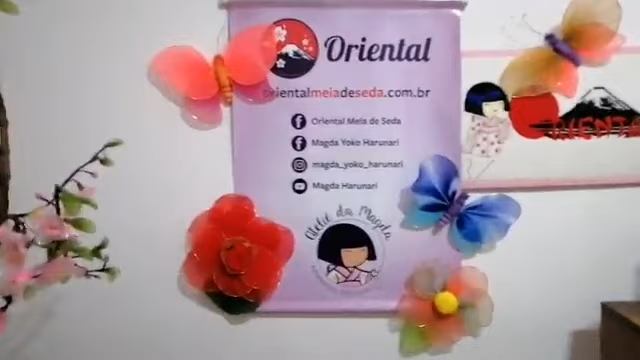 Oriental
orientalmeiadeseda.com.br
Oriental Meia de Seda
Magda Yoko Harunari
magda_yoko_harunari
Magda Harunari
Ateliê da Magda